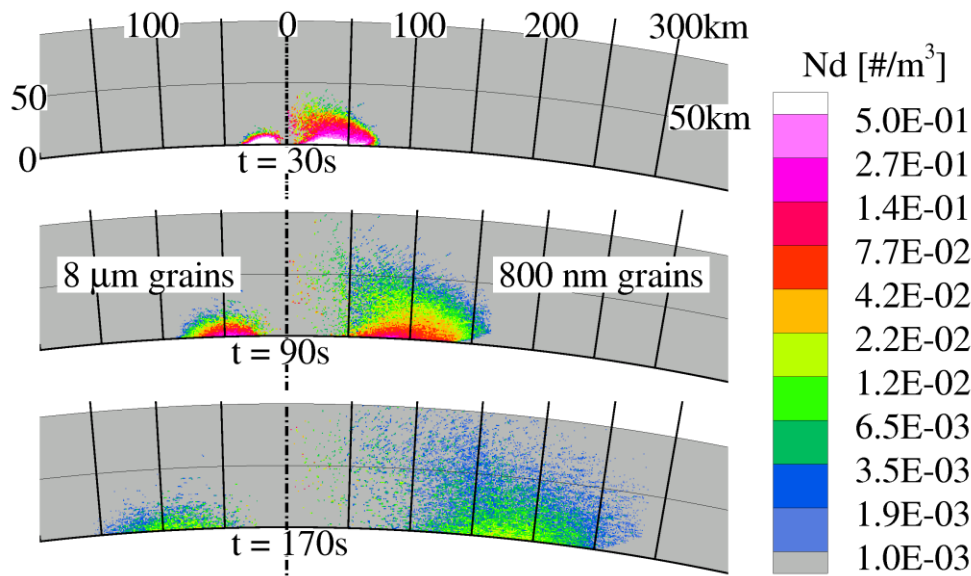 100 0 100 200 300km
50
50km
0
t = 30s
8 μm grains 800 nm grains
t = 90s
t = 170s
Nd [#/m³]
5.0E-01
2.7E-01
1.4E-01
7.7E-02
4.2E-02
2.2E-02
1.2E-02
6.5E-03
3.5E-03
1.9E-03
1.0E-03